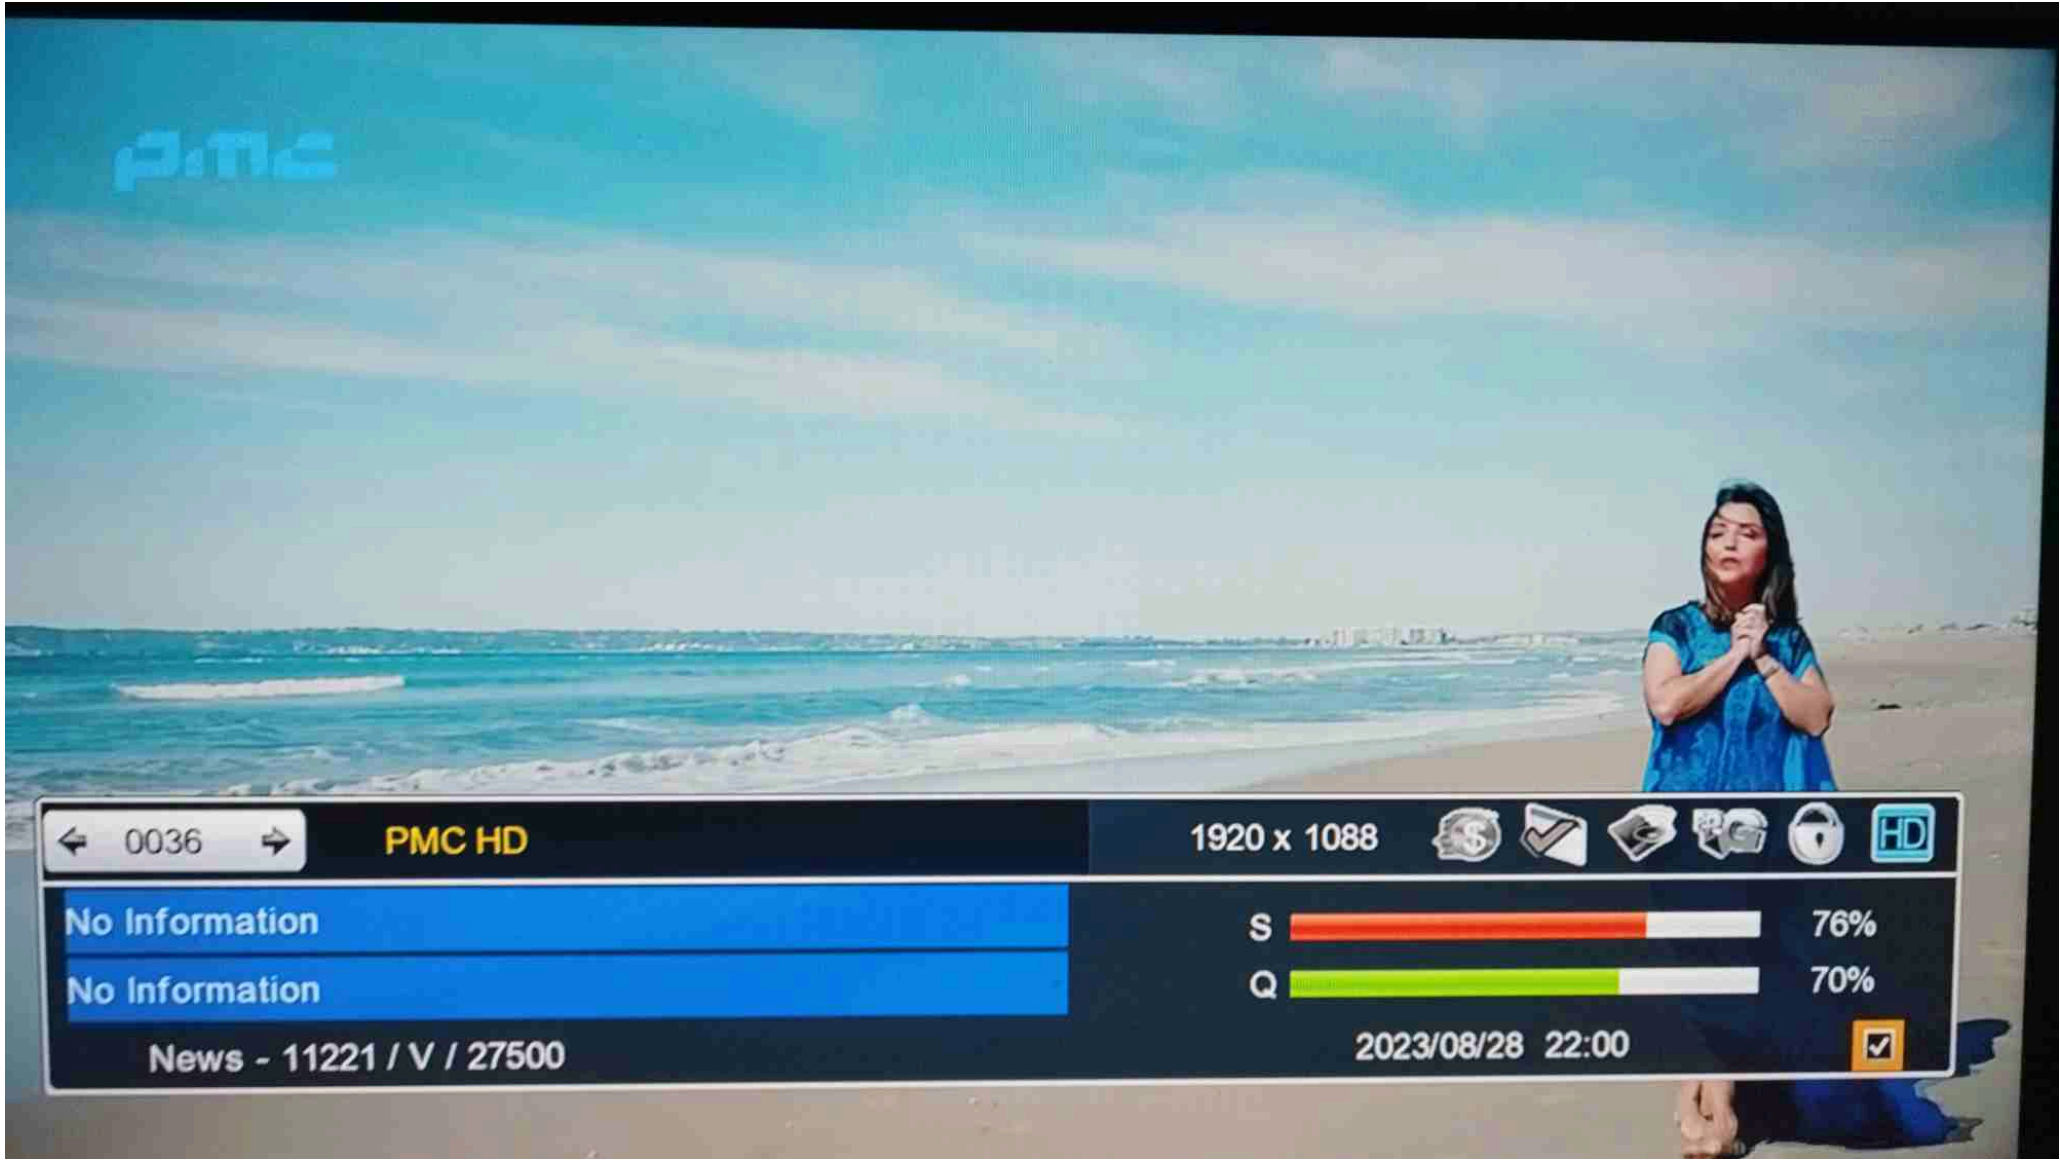 pmc
0036
PMC HD
1920 x 1088
$
HD
No Information
S
76%
No Information
Q
70%
News - 11221 / V / 27500
2023/08/28 22:00